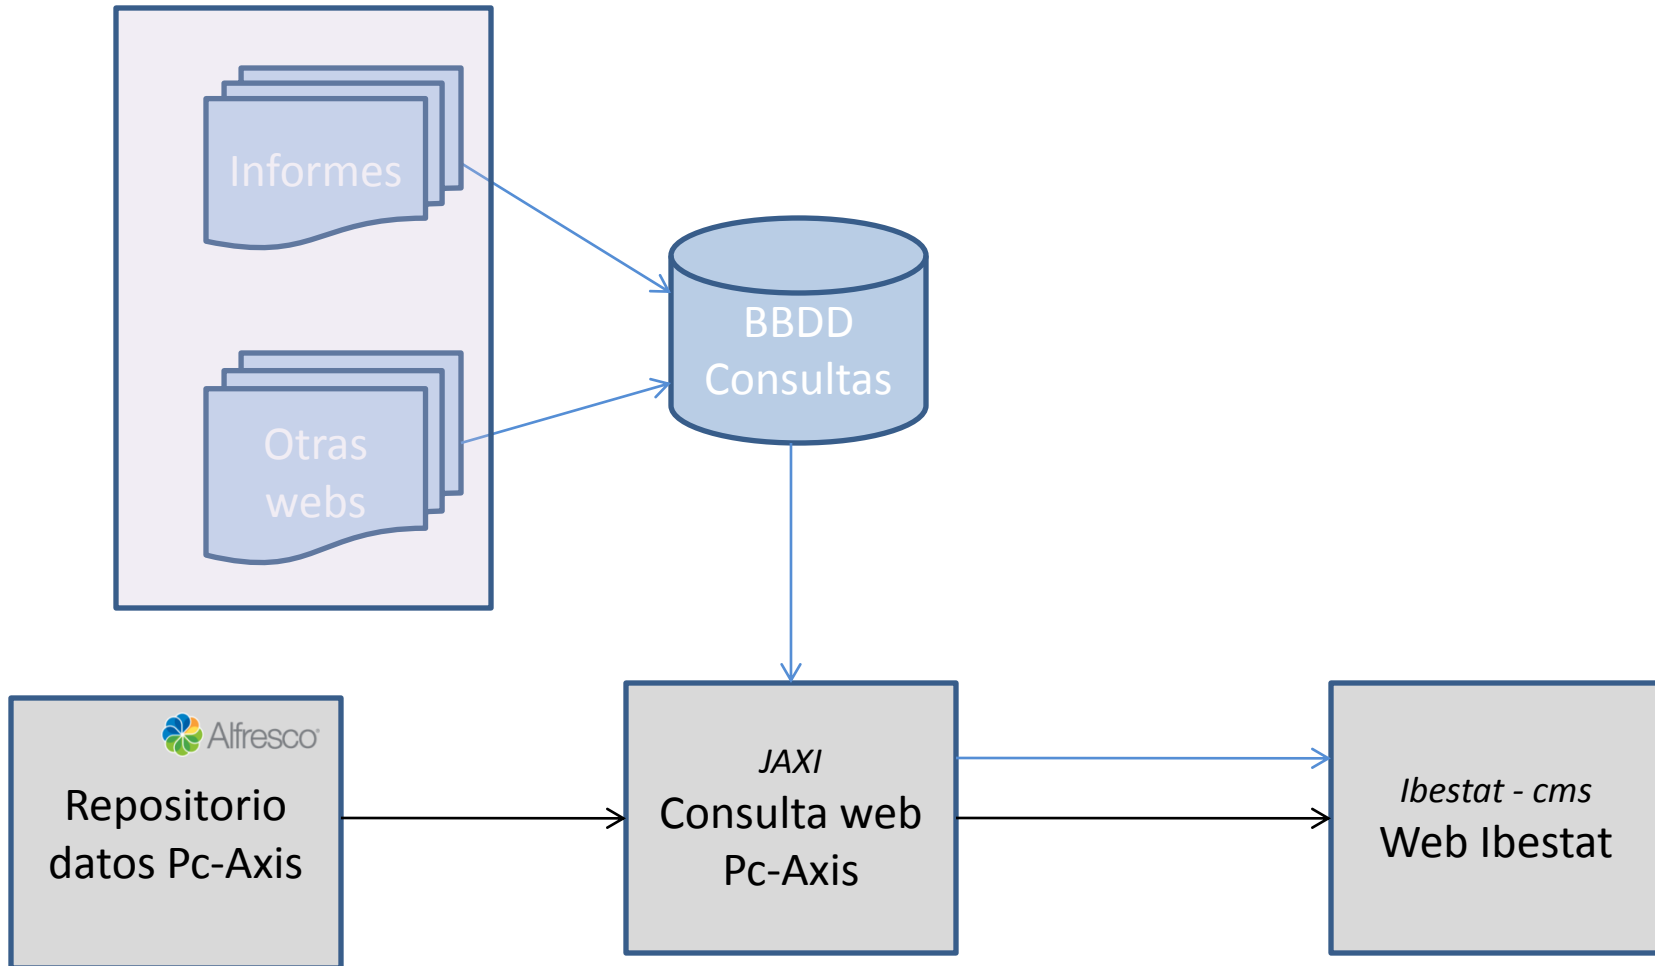 Informes
BBDD
Consultas
Otras
webs
Alfresco
Repositorio
datos Pc-Axis
JAXI
Consulta web
Pc-Axis
Ibestat - cms
Web Ibestat